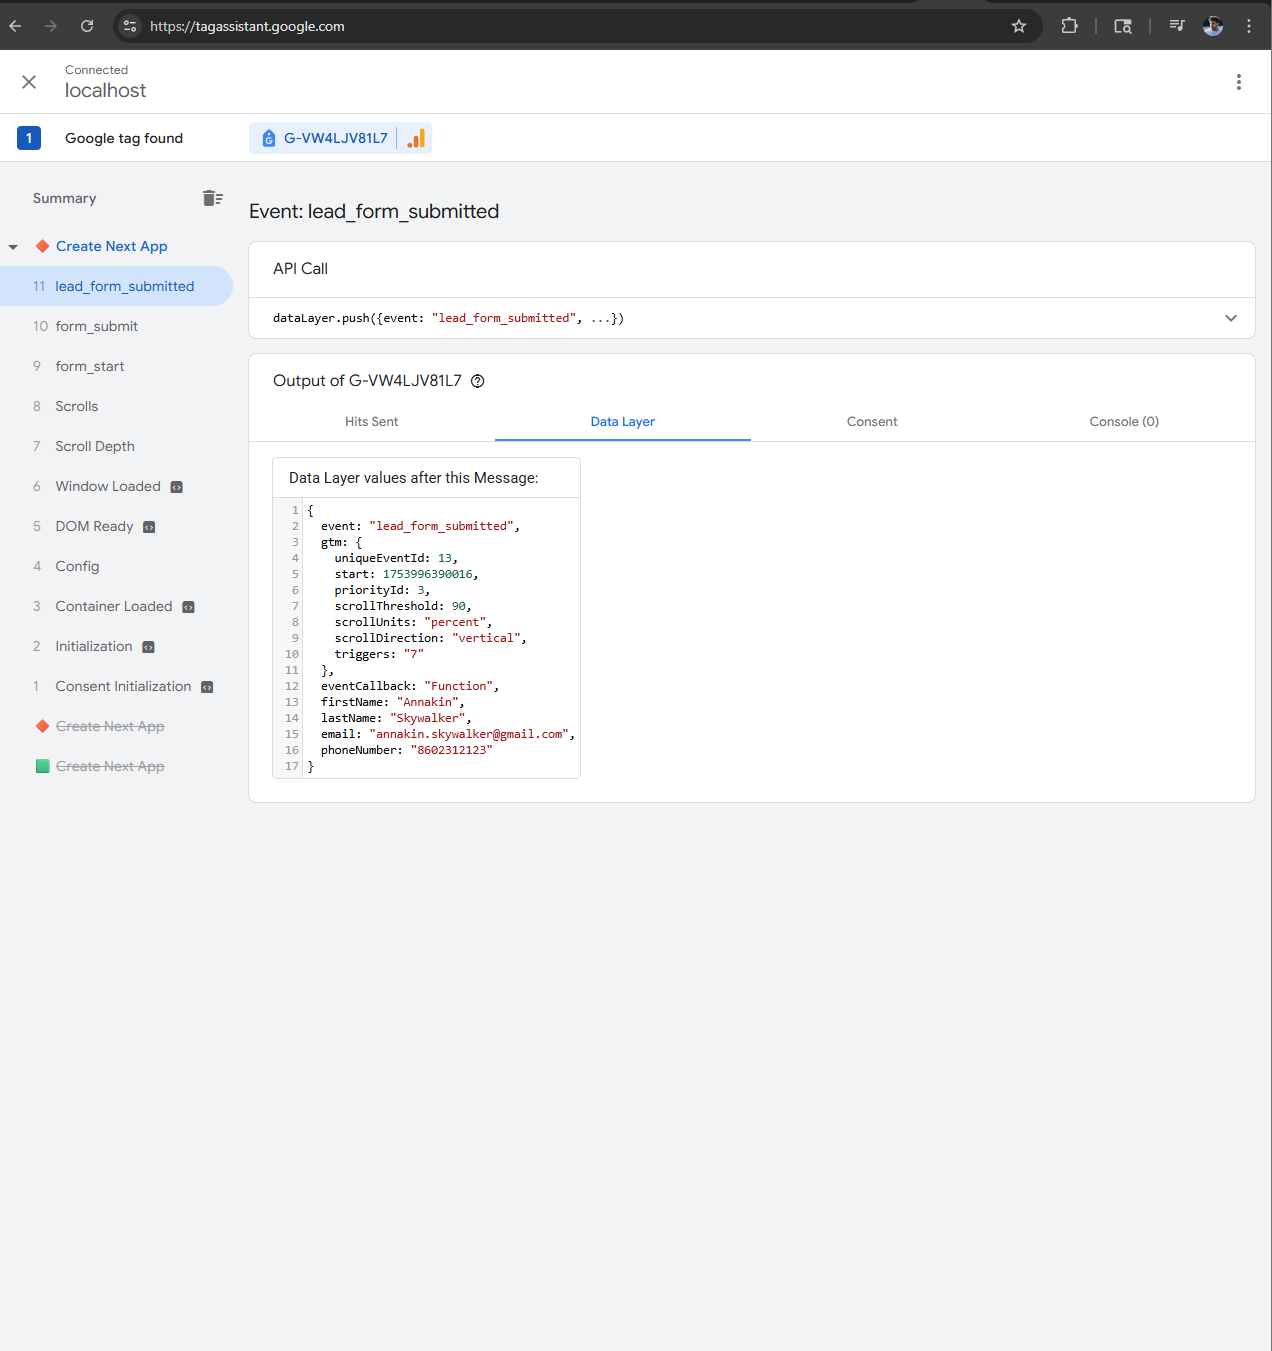 https://tagassistant.google.com
Connected
localhost
1 Google tag found G-VW4LJV81L7
Summary
Create Next App
11 lead_form_submitted
10 form_submit
9 form_start
8 Scrolls
7 Scroll Depth
6 Window Loaded
5 DOM Ready
4 Config
3 Container Loaded
2 Initialization
1 Consent Initialization
Create Next App
Create Next App
Event: lead_form_submitted
API Call
dataLayer.push({event: "lead_form_submitted", ...})
Output of G-VW4LJV81L7
Hits Sent Data Layer Consent Console (0)
Data Layer values after this Message:
1 {
2 event: "lead_form_submitted",
3 gtm: {
4 uniqueEventId: 13,
5 start: 1753996390016,
6 priorityId: 3,
7 scrollThreshold: 90,
8 scrollUnits: "percent",
9 scrollDirection: "vertical",
10 triggers: "7"
11 },
12 eventCallback: "Function",
13 firstName: "Annakin",
14 lastName: "Skywalker",
15 email: "annakin.skywalker@gmail.com",
16 phoneNumber: "8602312123"
17 }